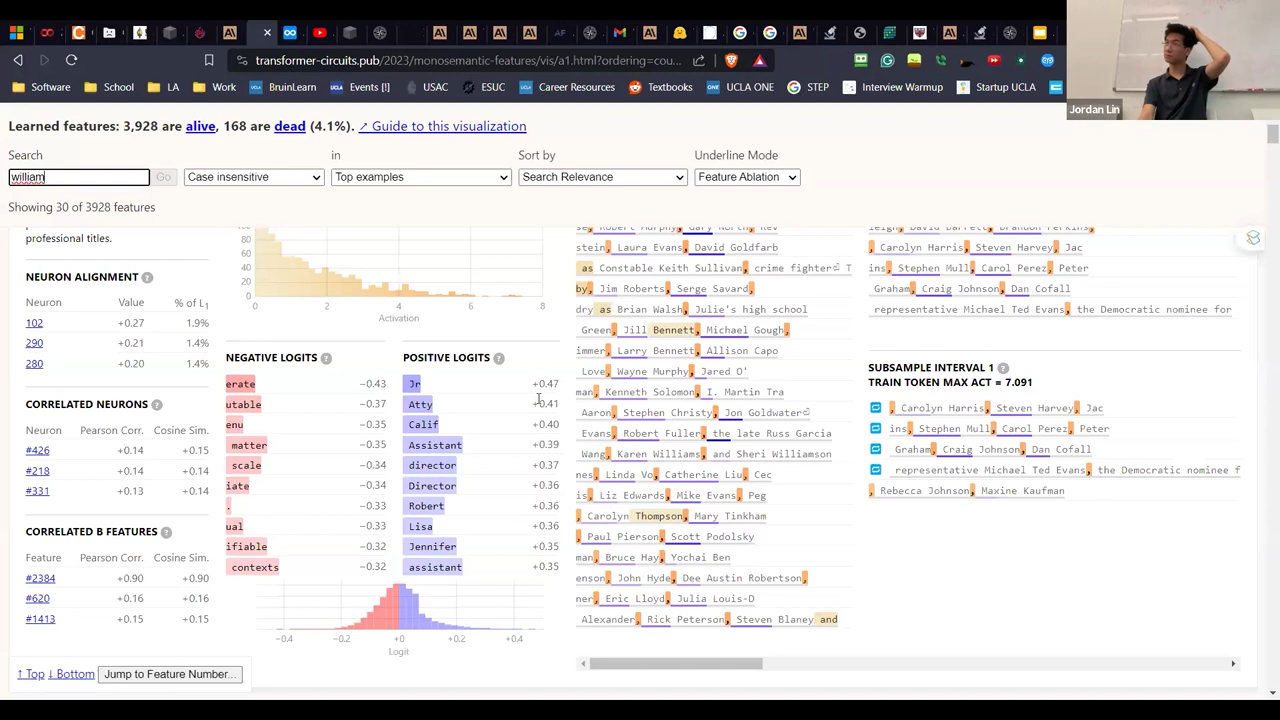 transformer-circuits.pub/2023/monosemantic-features/vis/a1.html?ordering=cou...
Software School LA Work BrainLearn Events [!] USAC ESUC Career Resources Textbooks UCLA ONE STEP Interview Warmup Startup UCLA
Jordan Lin
Learned features: 3,928 are alive, 168 are dead (4.1%). ↗ Guide to this visualization
Search in Sort by Underline Mode
william Go Case insensitive Top examples Search Relevance Feature Ablation
Showing 30 of 3928 features
professional titles.
NEURON ALIGNMENT ?
Neuron Value % of L1
102 +0.27 1.9%
290 +0.21 1.4%
280 +0.20 1.4%
CORRELATED NEURONS ?
Neuron Pearson Corr. Cosine Sim.
#426 +0.14 +0.15
#218 +0.14 +0.14
#331 +0.13 +0.14
CORRELATED B FEATURES ?
Feature Pearson Corr. Cosine Sim.
#2384 +0.90 +0.90
#620 +0.16 +0.16
#1413 +0.15 +0.15
↑ Top ↓ Bottom Jump to Feature Number...
100
80
60
40
20
0
0 2 4 6 8
Activation
NEGATIVE LOGITS ?
erate −0.43
utable −0.37
enu −0.35
matter −0.35
scale −0.34
iate −0.34
. −0.33
ual −0.33
ifiable −0.32
contexts −0.32
POSITIVE LOGITS ?
Jr +0.47
Atty +0.41
Calif +0.40
Assistant +0.39
director +0.37
Director +0.36
Robert +0.36
Lisa +0.36
Jennifer +0.35
assistant +0.35
−0.4 −0.2 +0 +0.2 +0.4
Logit
se, Robert Murphy, Gary North, Rev
stein, Laura Evans, David Goldfarb
as Constable Keith Sullivan, crime fighter⏎ T
by, Jim Roberts, Serge Savard,
dry as Brian Walsh, Julie's high school
Green, Jill Bennett, Michael Gough,
immer, Larry Bennett, Allison Capo
Love, Wayne Murphy, Jared O'
man, Kenneth Solomon, I. Martin Tra
Aaron, Stephen Christy, Jon Goldwater⏎
Evans, Robert Fuller, the late Russ Garcia
Wang, Karen Williams, and Sheri Williamson
nes, Linda Vo, Catherine Liu, Cec
is, Liz Edwards, Mike Evans, Peg
, Carolyn Thompson, Mary Tinkham
, Paul Pierson, Scott Podolsky
man, Bruce Hay, Yochai Ben
enson, John Hyde, Dee Austin Robertson,
ner, Eric Lloyd, Julia Louis-D
Alexander, Rick Peterson, Steven Blaney and
leigh, David Barrett, Brandon Perkins,
, Carolyn Harris, Steven Harvey, Jac
ins, Stephen Mull, Carol Perez, Peter
Graham, Craig Johnson, Dan Cofall
representative Michael Ted Evans, the Democratic nominee for
SUBSAMPLE INTERVAL 1 ?
TRAIN TOKEN MAX ACT = 7.091
, Carolyn Harris, Steven Harvey, Jac
ins, Stephen Mull, Carol Perez, Peter
Graham, Craig Johnson, Dan Cofall
representative Michael Ted Evans, the Democratic nominee f
, Rebecca Johnson, Maxine Kaufman